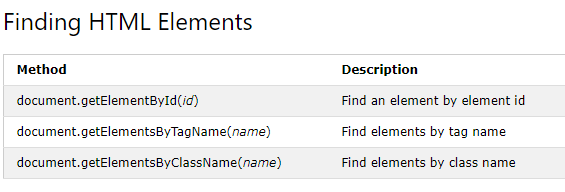 Finding HTML Elements
Method Description
document.getElementById(id) Find an element by element id
document.getElementsByTagName(name) Find elements by tag name
document.getElementsByClassName(name) Find elements by class name